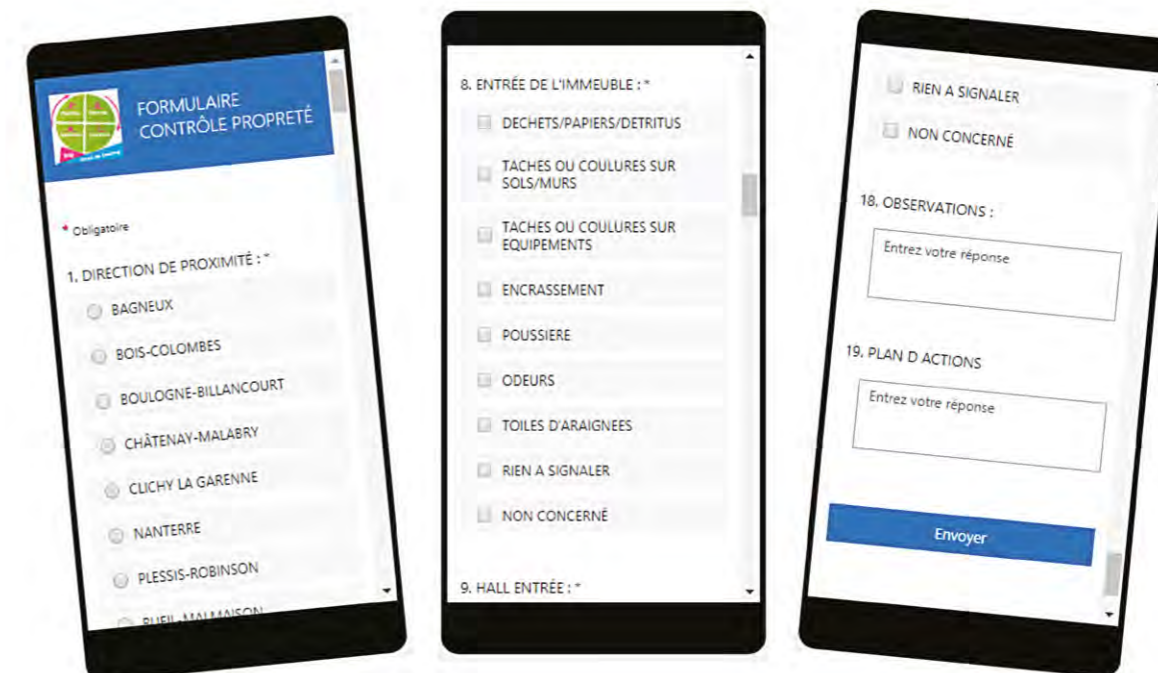 FORMULAIRE
CONTRÔLE PROPRETÉ
* Obligatoire
1. DIRECTION DE PROXIMITÉ : *
BAGNEUX
BOIS-COLOMBES
BOULOGNE-BILLANCOURT
CHÂTENAY-MALABRY
CLICHY LA GARENNE
NANTERRE
PLESSIS-ROBINSON
RUEIL-MALMAISON
8. ENTRÉE DE L'IMMEUBLE : *
DECHETS/PAPIERS/DETRITUS
TACHES OU COULURES SUR
SOLS/MURS
TACHES OU COULURES SUR
EQUIPEMENTS
ENCRASSEMENT
POUSSIERE
ODEURS
TOILES D'ARAIGNEES
RIEN A SIGNALER
NON CONCERNÉ
9. HALL ENTRÉE : *
RIEN A SIGNALER
NON CONCERNÉ
18. OBSERVATIONS :
Entrez votre réponse
19. PLAN D ACTIONS
Entrez votre réponse
Envoyer